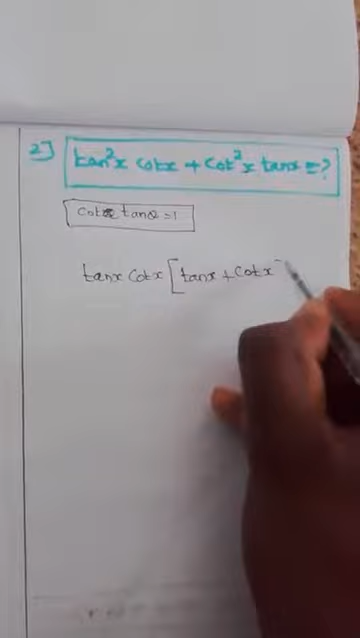 2] tan²x cotx + cot²x tanx = ?
cotθ tanθ = 1
tanx cotx [tanx + cotx]